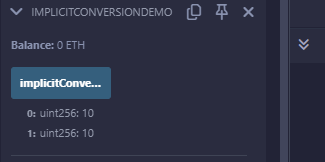 IMPLICITCONVERSIONDEMO
Balance: 0 ETH
implicitConve...
0: uint256: 10
1: uint256: 10